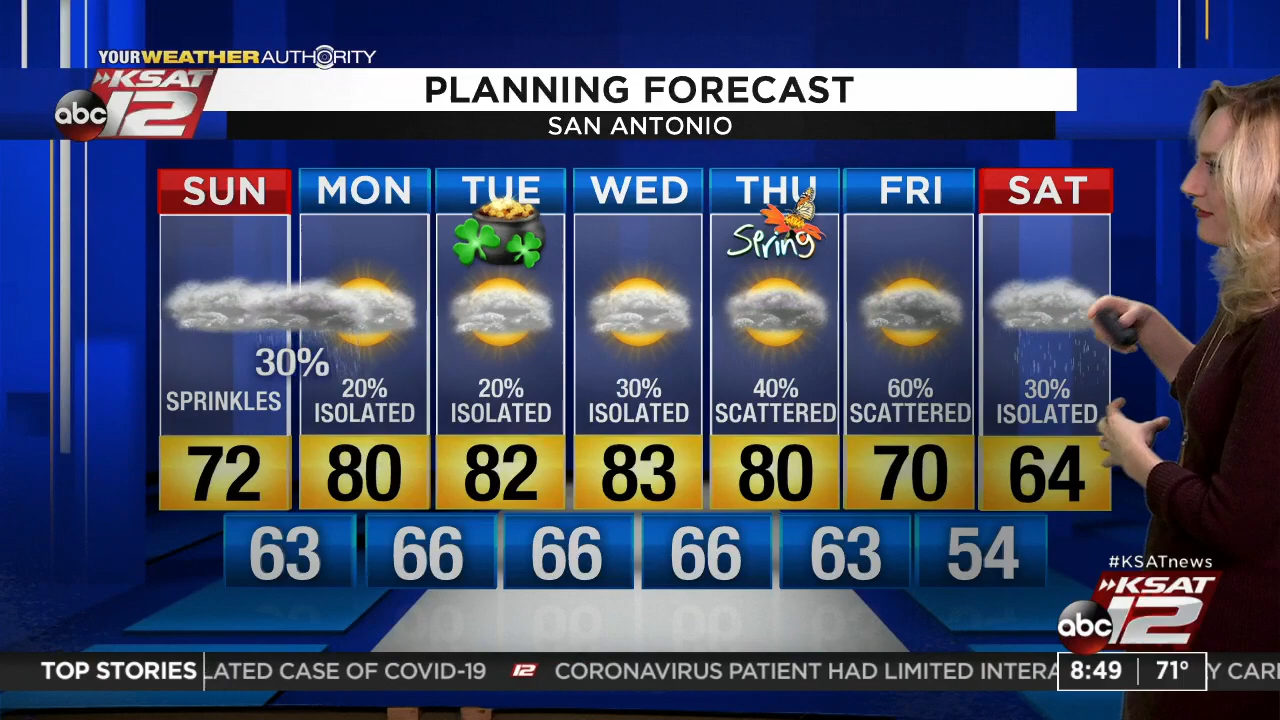 YOUR WEATHER AUTHORITY
KSAT
abc 12
PLANNING FORECAST
SAN ANTONIO
SUN MON TUE WED THU FRI SAT
Spring
30%
20% 20% 30% 40% 60% 30%
SPRINKLES ISOLATED ISOLATED ISOLATED SCATTERED SCATTERED ISOLATED
72 80 82 83 80 70 64
63 66 66 66 63 54
#KSATnews
KSAT
abc 12
TOP STORIES LATED CASE OF COVID-19 12 CORONAVIRUS PATIENT HAD LIMITED INTERA 8:49 71° Y CARE